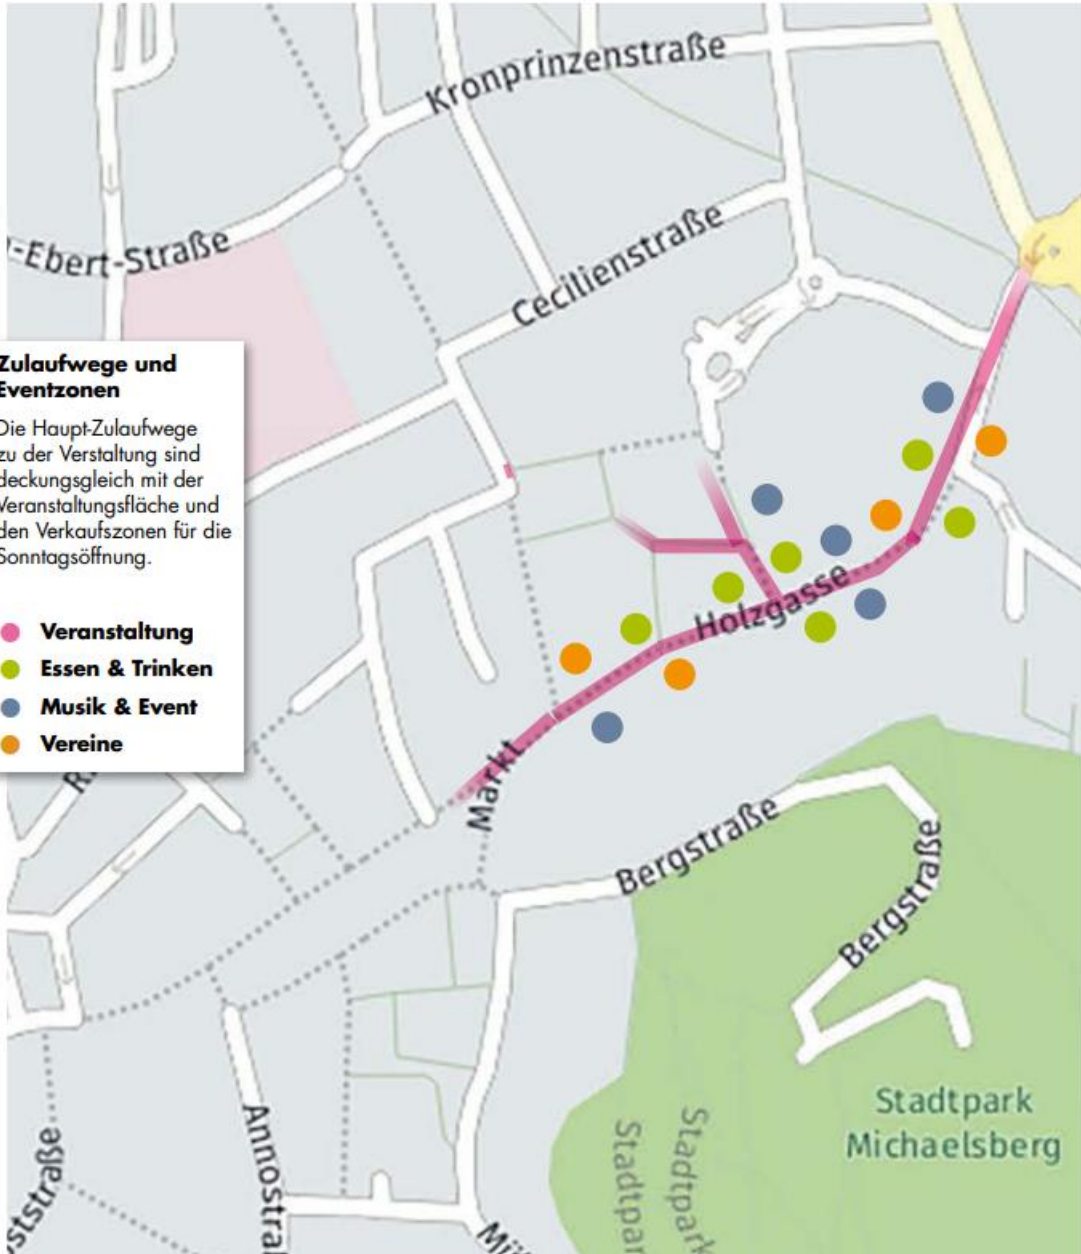 Kronprinzenstraße
-Ebert-Straße
Cecilienstraße
Zulaufwege und
Eventzonen
Die Haupt-Zulaufwege
zu der Verstaltung sind
deckungsgleich mit der
Veranstaltungsfläche und
den Verkaufszonen für die
Sonntagsöffnung.
Veranstaltung
Essen & Trinken
Musik & Event
Vereine
Holzgasse
Markt
Bergstraße
Bergstraße
Stadtpark
Michaelsberg
Stadtpar
Stadtpark
Annostraß
ststraße